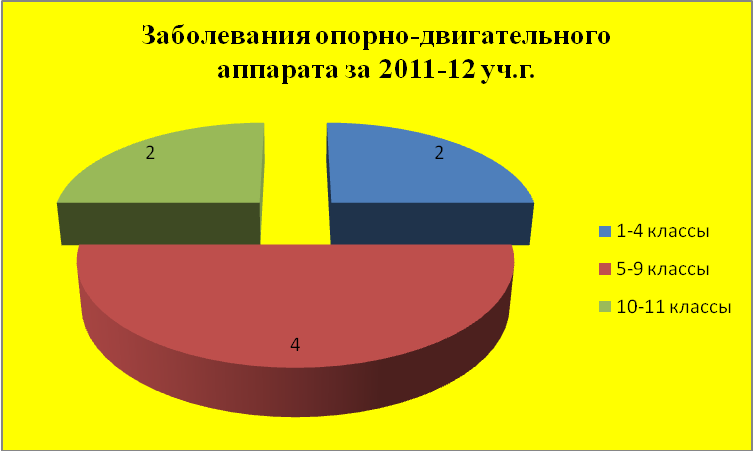 Заболевания опорно-двигательного
аппарата за 2011-12 уч.г.
2
2
4
1-4 классы
5-9 классы
10-11 классы